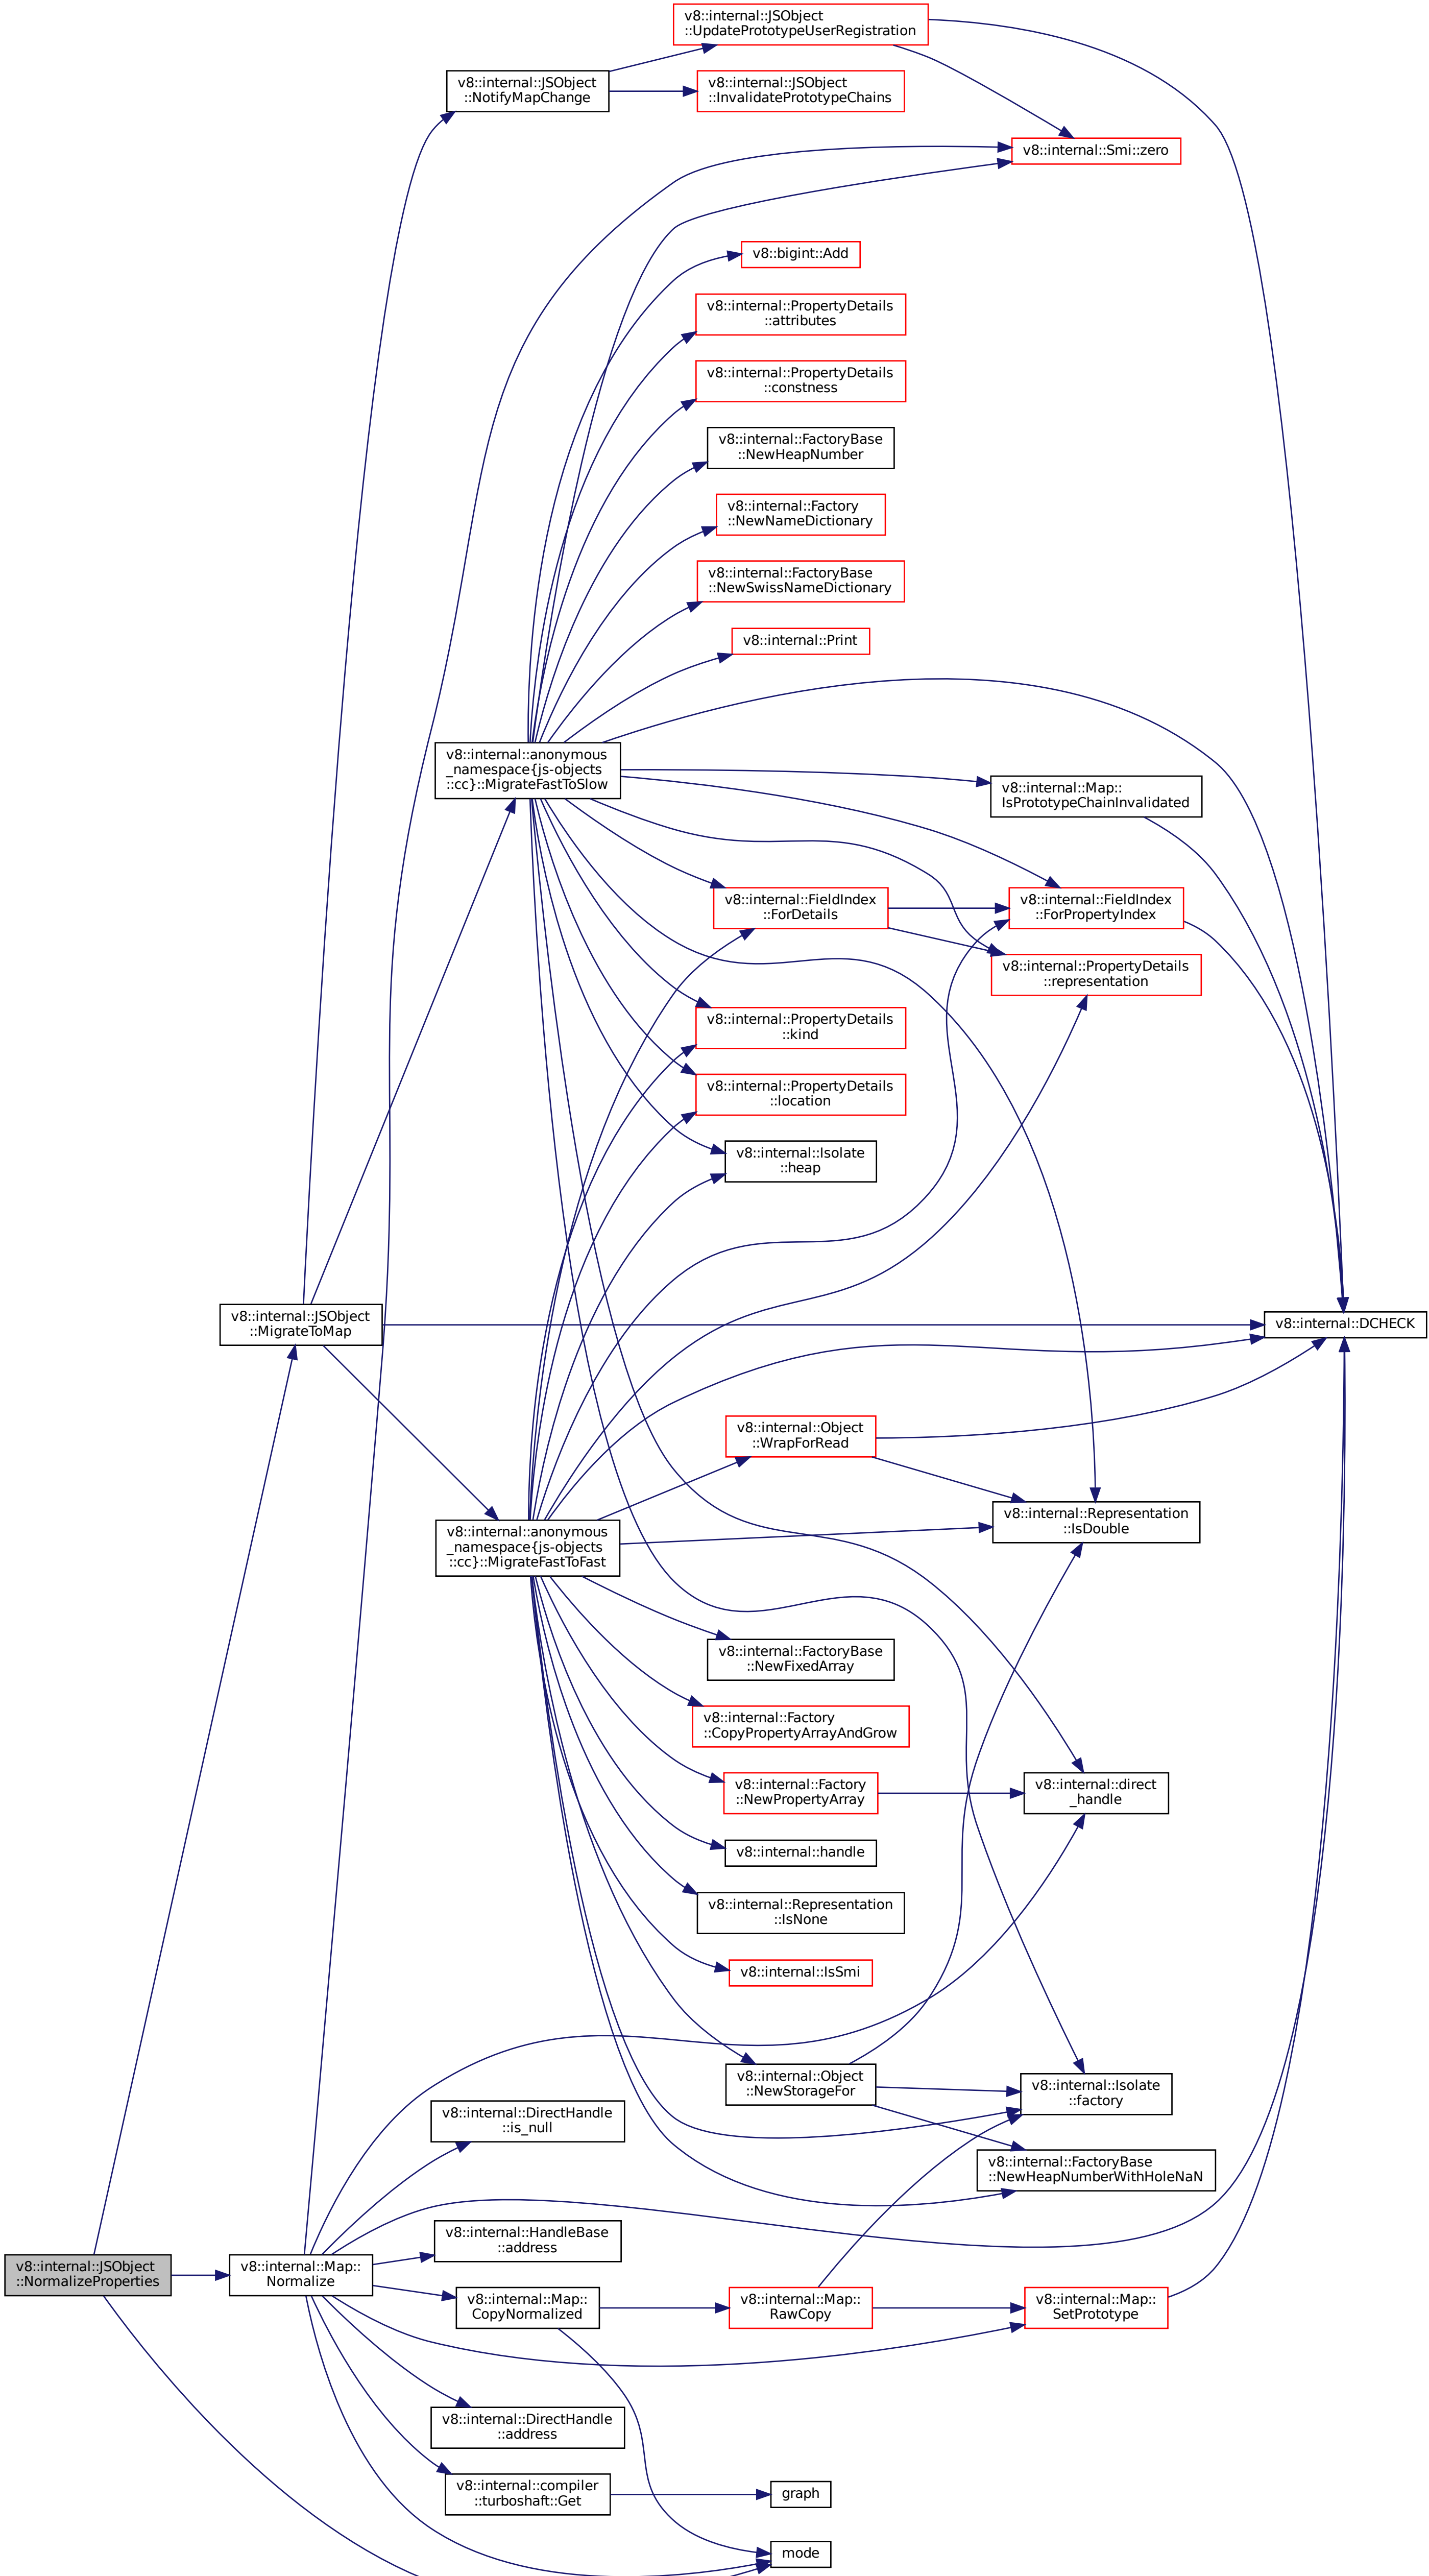 v8::internal::JSObject
::UpdatePrototypeUserRegistration
v8::internal::JSObject
::NotifyMapChange
v8::internal::JSObject
::InvalidatePrototypeChains
v8::internal::Smi::zero
v8::bigint::Add
v8::internal::PropertyDetails
::attributes
v8::internal::PropertyDetails
::constness
v8::internal::FactoryBase
::NewHeapNumber
v8::internal::Factory
::NewNameDictionary
v8::internal::FactoryBase
::NewSwissNameDictionary
v8::internal::Print
v8::internal::anonymous
_namespace{js-objects
::cc}::MigrateFastToSlow
v8::internal::Map::
IsPrototypeChainInvalidated
v8::internal::FieldIndex
::ForDetails
v8::internal::FieldIndex
::ForPropertyIndex
v8::internal::PropertyDetails
::representation
v8::internal::PropertyDetails
::kind
v8::internal::PropertyDetails
::location
v8::internal::Isolate
::heap
v8::internal::JSObject
::MigrateToMap
v8::internal::DCHECK
v8::internal::Object
::WrapForRead
v8::internal::Representation
::IsDouble
v8::internal::anonymous
_namespace{js-objects
::cc}::MigrateFastToFast
v8::internal::FactoryBase
::NewFixedArray
v8::internal::Factory
::CopyPropertyArrayAndGrow
v8::internal::Factory
::NewPropertyArray
v8::internal::direct
_handle
v8::internal::handle
v8::internal::Representation
::IsNone
v8::internal::IsSmi
v8::internal::Object
::NewStorageFor
v8::internal::Isolate
::factory
v8::internal::DirectHandle
::is_null
v8::internal::FactoryBase
::NewHeapNumberWithHoleNaN
v8::internal::HandleBase
::address
v8::internal::JSObject
::NormalizeProperties
v8::internal::Map::
Normalize
v8::internal::Map::
CopyNormalized
v8::internal::Map::
RawCopy
v8::internal::Map::
SetPrototype
v8::internal::DirectHandle
::address
v8::internal::compiler
::turboshaft::Get
graph
mode